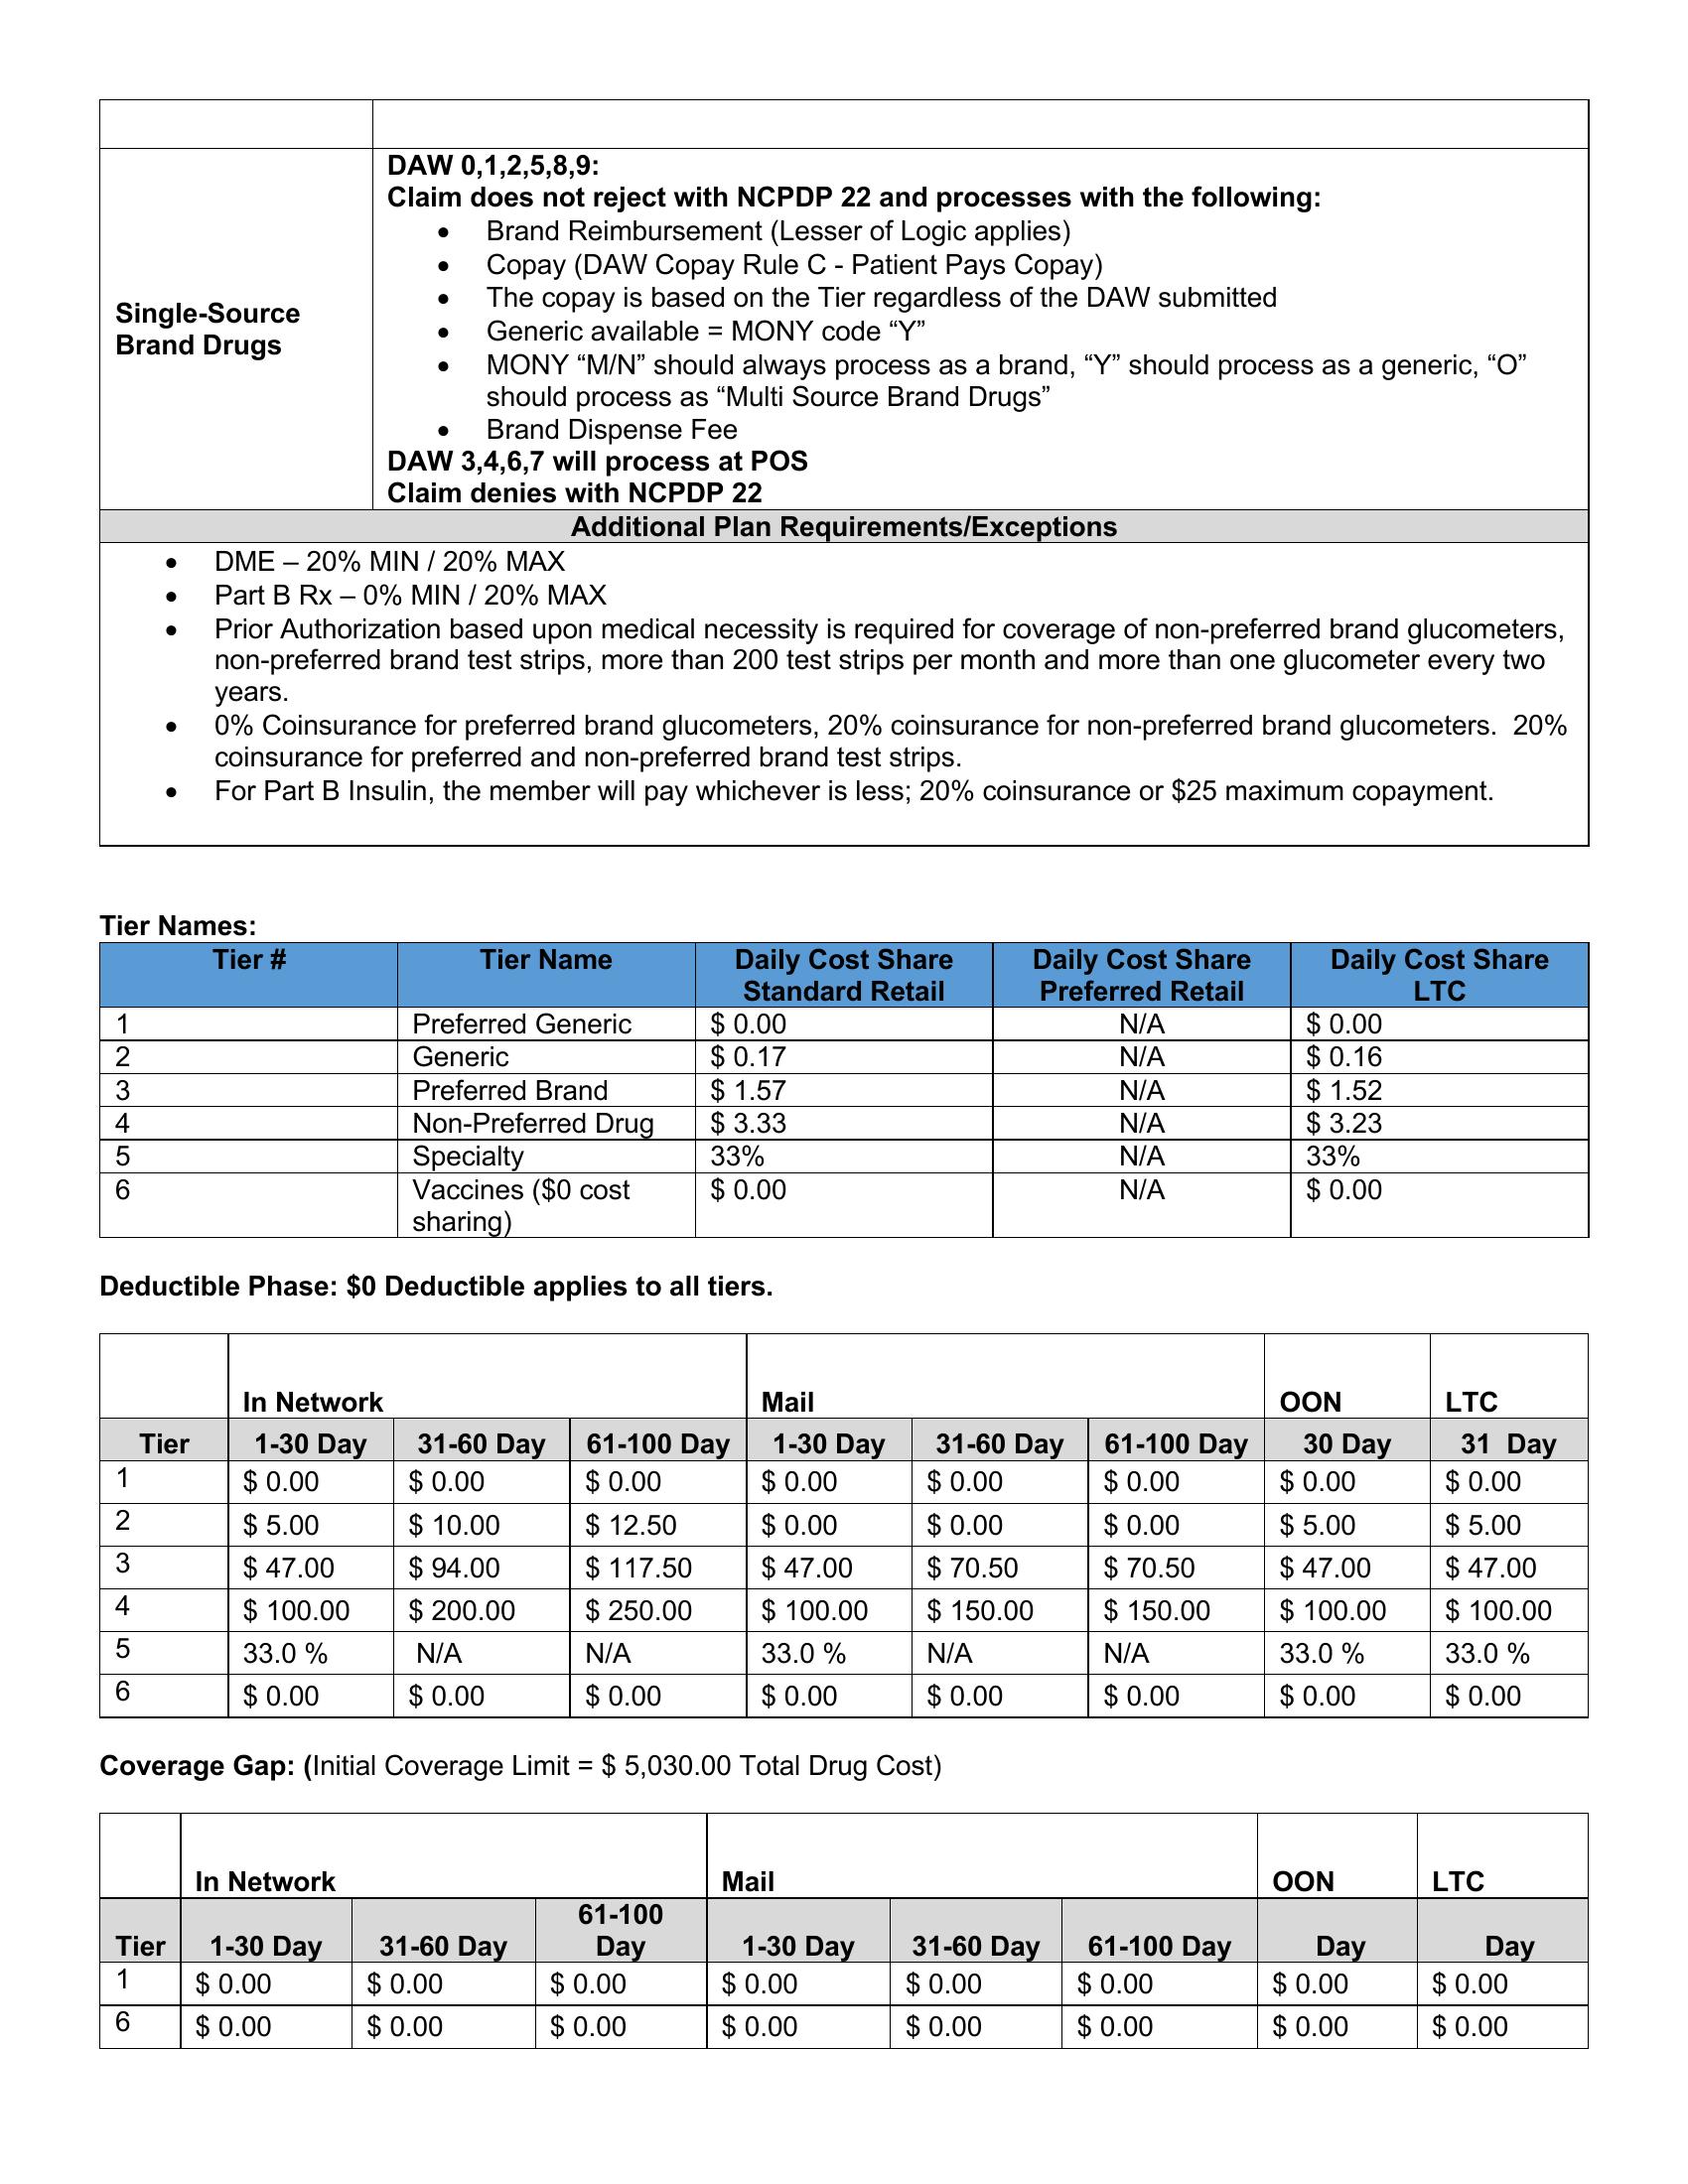 DAW 0,1,2,5,8,9:
Claim does not reject with NCPDP 22 and processes with the following:
• Brand Reimbursement (Lesser of Logic applies)
• Copay (DAW Copay Rule C - Patient Pays Copay)
• The copay is based on the Tier regardless of the DAW submitted
Single-Source
Brand Drugs
• Generic available = MONY code “Y”
• MONY “M/N” should always process as a brand, “Y” should process as a generic, “O”
should process as “Multi Source Brand Drugs”
• Brand Dispense Fee
DAW 3,4,6,7 will process at POS
Claim denies with NCPDP 22
Additional Plan Requirements/Exceptions
• DME – 20% MIN / 20% MAX
• Part B Rx – 0% MIN / 20% MAX
• Prior Authorization based upon medical necessity is required for coverage of non-preferred brand glucometers,
non-preferred brand test strips, more than 200 test strips per month and more than one glucometer every two
years.
• 0% Coinsurance for preferred brand glucometers, 20% coinsurance for non-preferred brand glucometers. 20%
coinsurance for preferred and non-preferred brand test strips.
• For Part B Insulin, the member will pay whichever is less; 20% coinsurance or $25 maximum copayment.
Tier Names:
Tier # Tier Name Daily Cost Share Standard Retail Daily Cost Share Preferred Retail Daily Cost Share LTC
1 Preferred Generic $ 0.00 N/A $ 0.00
2 Generic $ 0.17 N/A $ 0.16
3 Preferred Brand $ 1.57 N/A $ 1.52
4 Non-Preferred Drug $ 3.33 N/A $ 3.23
5 Specialty 33% N/A 33%
6 Vaccines ($0 cost sharing) $ 0.00 N/A $ 0.00
Deductible Phase: $0 Deductible applies to all tiers.
In Network Mail OON LTC
Tier 1-30 Day 31-60 Day 61-100 Day 1-30 Day 31-60 Day 61-100 Day 30 Day 31 Day
1 $ 0.00 $ 0.00 $ 0.00 $ 0.00 $ 0.00 $ 0.00 $ 0.00 $ 0.00
2 $ 5.00 $ 10.00 $ 12.50 $ 0.00 $ 0.00 $ 0.00 $ 5.00 $ 5.00
3 $ 47.00 $ 94.00 $ 117.50 $ 47.00 $ 70.50 $ 70.50 $ 47.00 $ 47.00
4 $ 100.00 $ 200.00 $ 250.00 $ 100.00 $ 150.00 $ 150.00 $ 100.00 $ 100.00
5 33.0 % N/A N/A 33.0 % N/A N/A 33.0 % 33.0 %
6 $ 0.00 $ 0.00 $ 0.00 $ 0.00 $ 0.00 $ 0.00 $ 0.00 $ 0.00
Coverage Gap: (Initial Coverage Limit = $ 5,030.00 Total Drug Cost)
In Network Mail OON LTC
Tier 1-30 Day 31-60 Day 61-100 Day 1-30 Day 31-60 Day 61-100 Day Day Day
1 $ 0.00 $ 0.00 $ 0.00 $ 0.00 $ 0.00 $ 0.00 $ 0.00 $ 0.00
6 $ 0.00 $ 0.00 $ 0.00 $ 0.00 $ 0.00 $ 0.00 $ 0.00 $ 0.00